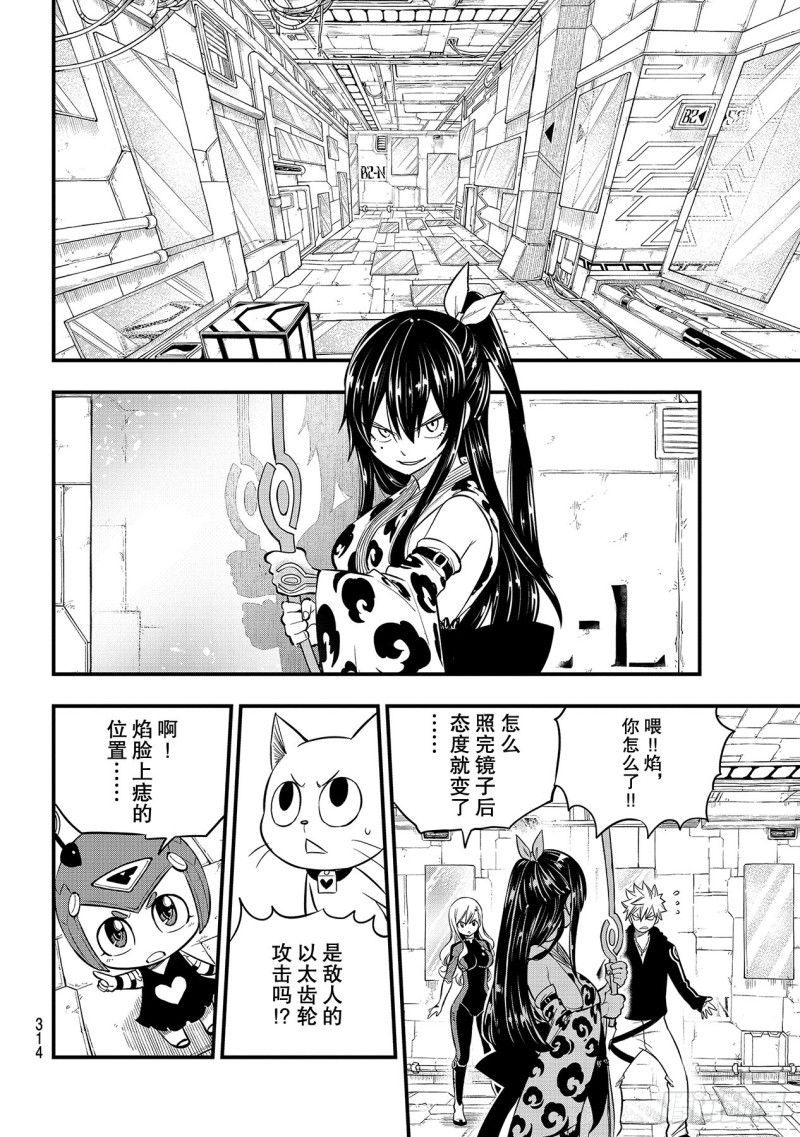 B2-N
B2◀
-L
喂!!焰，
你怎么了!!
怎么
照完镜子后
态度就变了
……
是敌人的
以太齿轮
攻击吗!?
啊！
焰脸上痣的
位置……
314